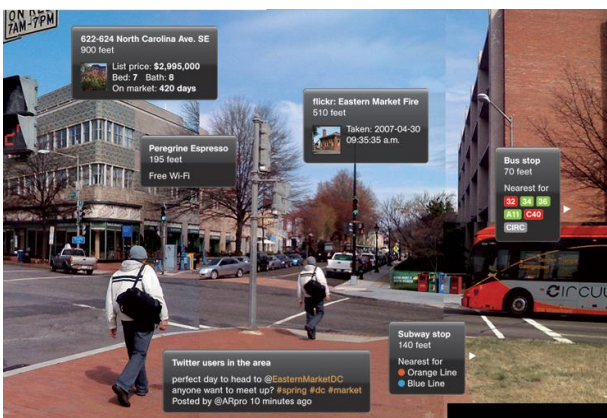 7AM-7PM
622-624 North Carolina Ave. SE
900 feet
List price: $2,995,000
Bed: 7 Bath: 8
On market: 420 days
flickr: Eastern Market Fire
510 feet
Taken: 2007-04-30
09:35:35 a.m.
Peregrine Espresso
195 feet
Free Wi-Fi
Bus stop
70 feet
Nearest for
32 34 36
A11 C40
CIRC
Subway stop
140 feet
Nearest for
Orange Line
Blue Line
Twitter users in the area
perfect day to head to @EasternMarketDC
anyone want to meet up? #spring #dc #market
Posted by @ARpro 10 minutes ago